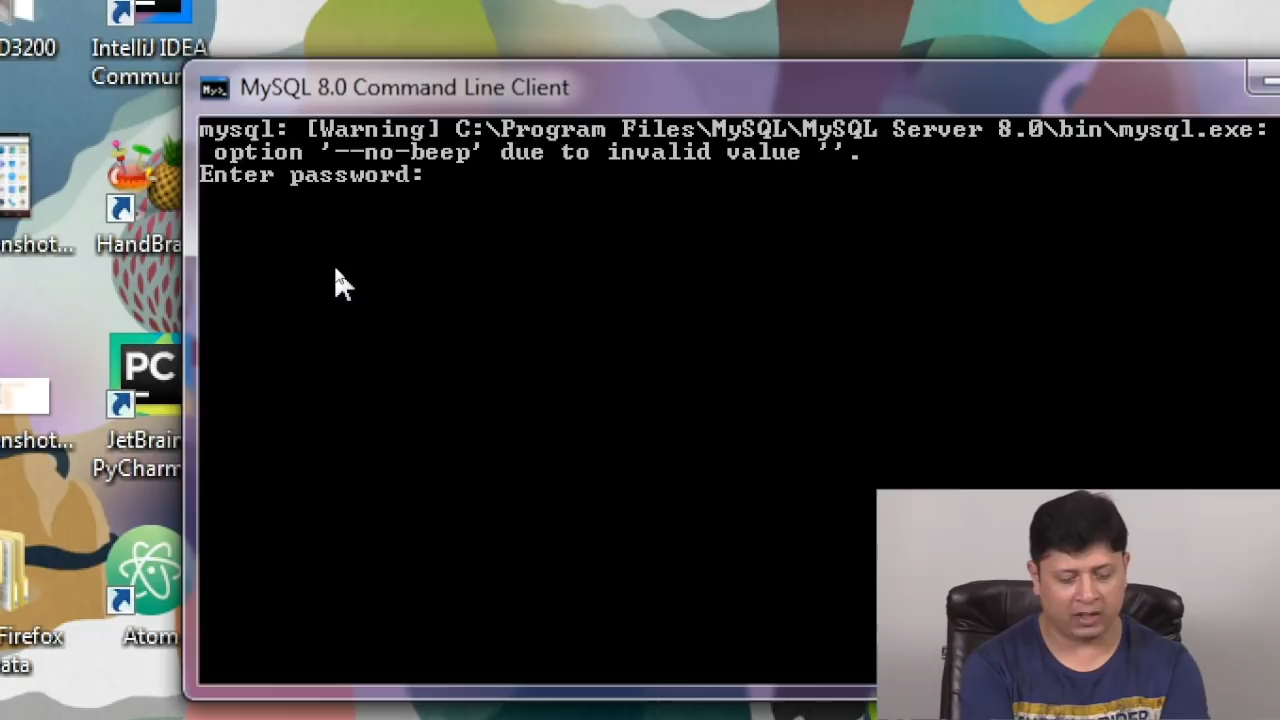 D3200
IntelliJ IDEA
Commun
MySQL 8.0 Command Line Client
mysql: [Warning] C:\Program Files\MySQL\MySQL Server 8.0\bin\mysql.exe:
option '--no-beep' due to invalid value ''.
Enter password:
nshot...
HandBra
PC
nshot...
JetBrain
PyCharm
Firefox
ata
Atom